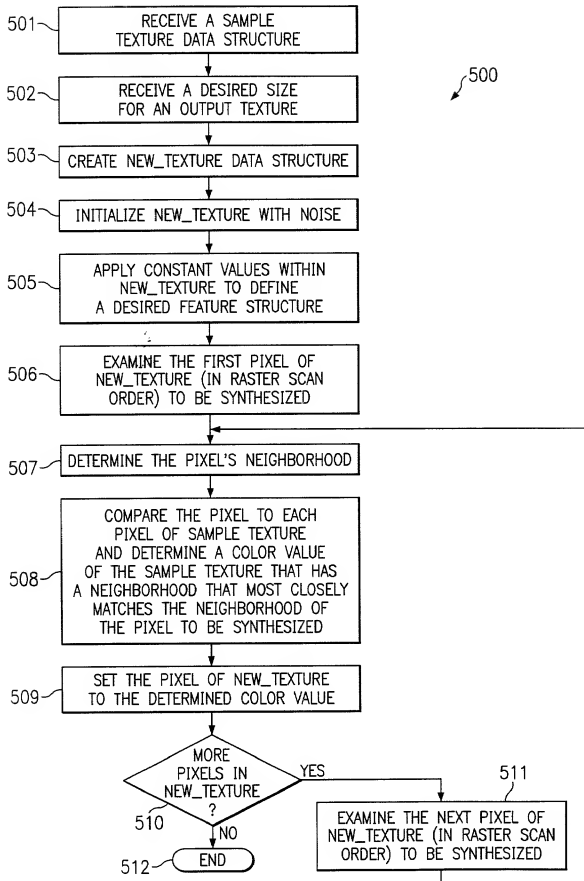 501
RECEIVE A SAMPLE
TEXTURE DATA STRUCTURE
500
502
RECEIVE A DESIRED SIZE
FOR AN OUTPUT TEXTURE
503
CREATE NEW_TEXTURE DATA STRUCTURE
504
INITIALIZE NEW_TEXTURE WITH NOISE
505
APPLY CONSTANT VALUES WITHIN
NEW_TEXTURE TO DEFINE
A DESIRED FEATURE STRUCTURE
506
EXAMINE THE FIRST PIXEL OF
NEW_TEXTURE (IN RASTER SCAN
ORDER) TO BE SYNTHESIZED
507
DETERMINE THE PIXEL'S NEIGHBORHOOD
508
COMPARE THE PIXEL TO EACH
PIXEL OF SAMPLE TEXTURE
AND DETERMINE A COLOR VALUE
OF THE SAMPLE TEXTURE THAT HAS
A NEIGHBORHOOD THAT MOST CLOSELY
MATCHES THE NEIGHBORHOOD OF
THE PIXEL TO BE SYNTHESIZED
509
SET THE PIXEL OF NEW_TEXTURE
TO THE DETERMINED COLOR VALUE
MORE
PIXELS IN
NEW_TEXTURE
?
510
YES
NO
511
EXAMINE THE NEXT PIXEL OF
NEW_TEXTURE (IN RASTER SCAN
ORDER) TO BE SYNTHESIZED
512
END